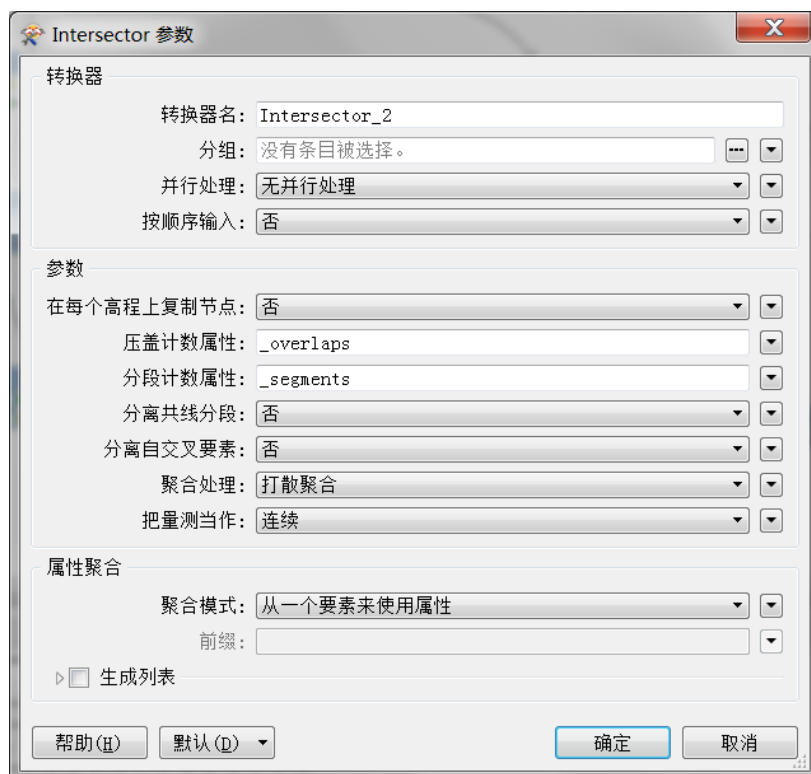 Intersector 参数
转换器
转换器名: Intersector_2
分组: 没有条目被选择。
并行处理: 无并行处理
按顺序输入: 否
参数
在每个高程上复制节点: 否
压盖计数属性: _overlaps
分段计数属性: _segments
分离共线分段: 否
分离自交叉要素: 否
聚合处理: 打散聚合
把量测当作: 连续
属性聚合
聚合模式: 从一个要素来使用属性
前缀:
生成列表
帮助(H) 默认(D) 确定 取消